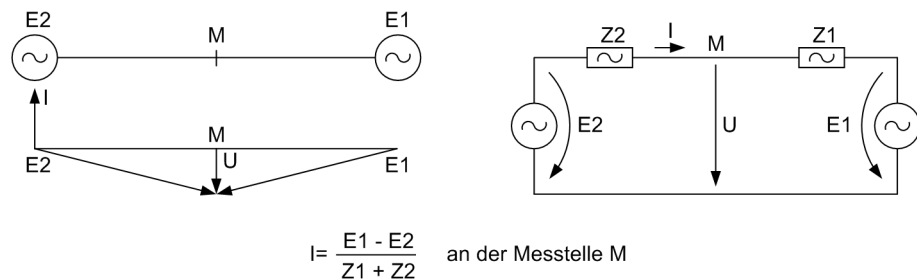 E2
E1
M
I
M
E2
U
E1
Z2
I
M
Z1
E2
U
E1
I= E1 - E2 / Z1 + Z2 an der Messtelle M